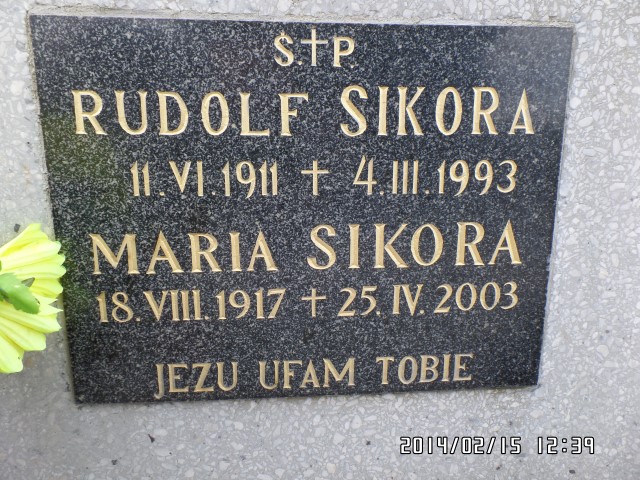 Ś.†P.
RUDOLF SIKORA
11.VI.1911 † 4.III.1993
MARIA SIKORA
18.VIII.1917 † 25.IV.2003
JEZU UFAM TOBIE
2014/02/15 12:39